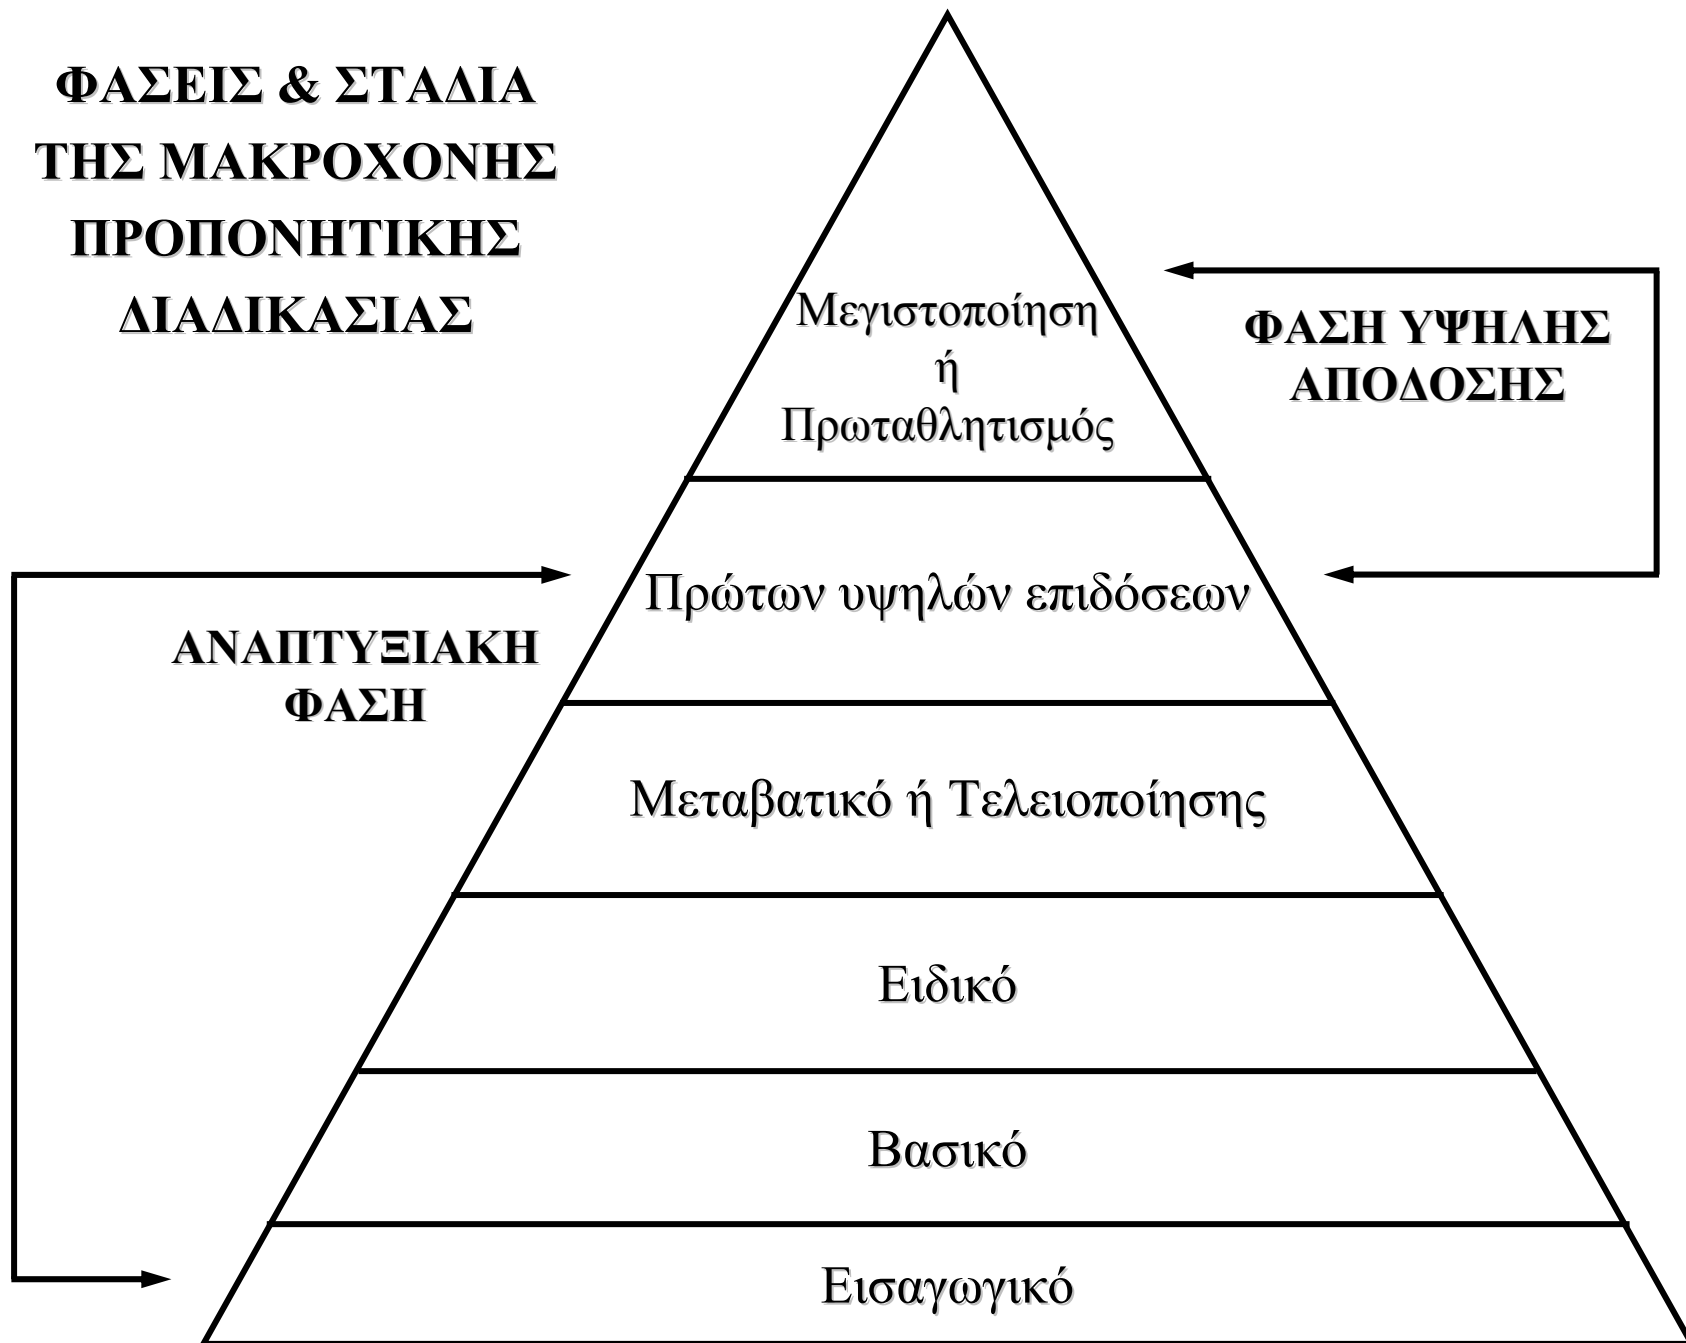 ΦΑΣΕΙΣ & ΣΤΑΔΙΑ
ΤΗΣ ΜΑΚΡΟΧΟΝΗΣ
ΠΡΟΠΟΝΗΤΙΚΗΣ
ΔΙΑΔΙΚΑΣΙΑΣ
Μεγιστοποίηση
ή
Πρωταθλητισμός
ΦΑΣΗ ΥΨΗΛΗΣ
ΑΠΟΔΟΣΗΣ
Πρώτων υψηλών επιδόσεων
ΑΝΑΠΤΥΞΙΑΚΗ
ΦΑΣΗ
Μεταβατικό ή Τελειοποίησης
Ειδικό
Βασικό
Εισαγωγικό